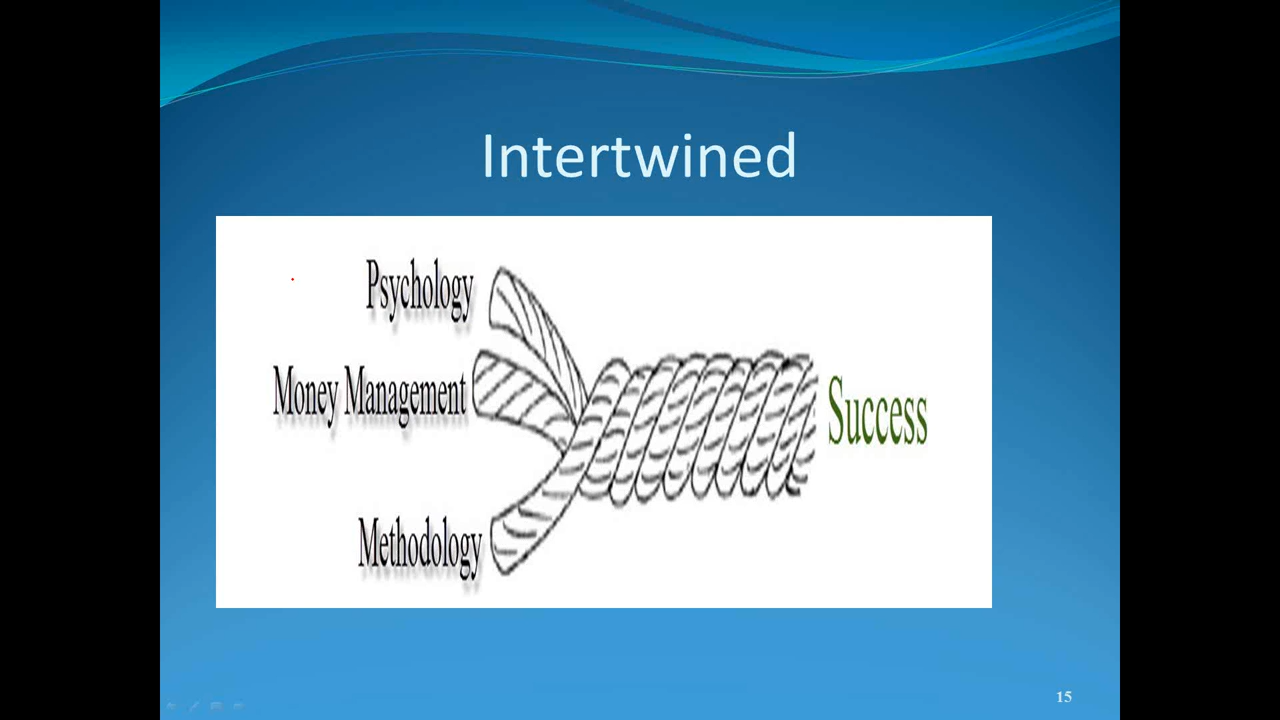 Intertwined
Psychology
Money Management
Success
Methodology
15